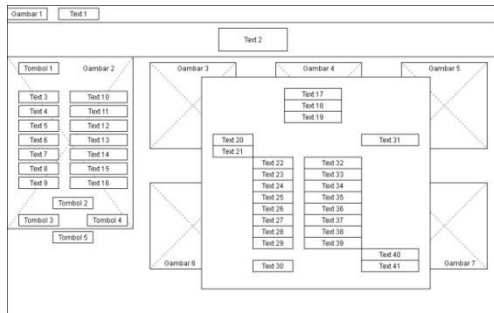 Gambar 1 Text 1
Text 2
Tombol 1 Gambar 2
Text 3 Text 10
Text 4 Text 11
Text 5 Text 12
Text 6 Text 13
Text 7 Text 14
Text 8 Text 15
Text 9 Text 16
Tombol 2
Tombol 3 Tombol 4
Tombol 5
Gambar 3 Gambar 4 Gambar 5
Text 17
Text 18
Text 19
Text 20 Text 31
Text 21
Text 22 Text 32
Text 23 Text 33
Text 24 Text 34
Text 25 Text 35
Text 26 Text 36
Text 27 Text 37
Text 28 Text 38
Text 29 Text 39
Text 40
Text 30 Text 41
Gambar 6 Gambar 7